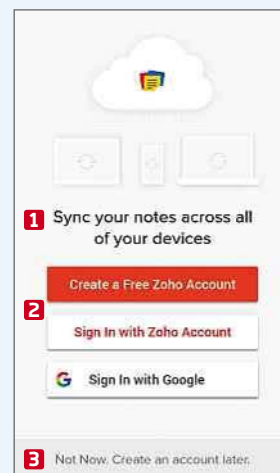 1 Sync your notes across all
of your devices
Create a Free Zoho Account
2
Sign In with Zoho Account
G Sign In with Google
3 Not Now. Create an account later.